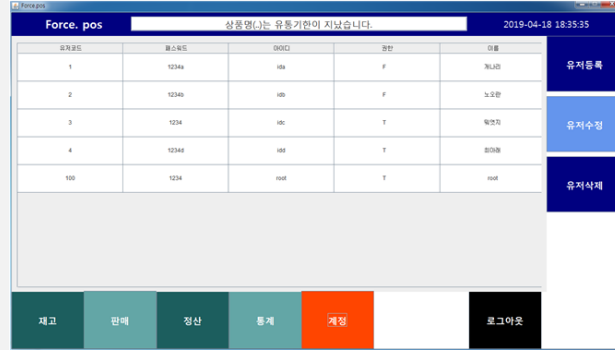 Force.pos
Force. pos 상품명(.)는 유통기한이 지났습니다. 2019-04-18 18:35:35
유저코드 패스워드 아이디 권한 이름
1 1234a ida F 개나리
2 1234b idb F 노오란
3 1234 idc T
4 1234d idd T
100 1234 root T root
유저등록
유저수정
유저삭제
재고 판매 정산 통계 계정 로그아웃